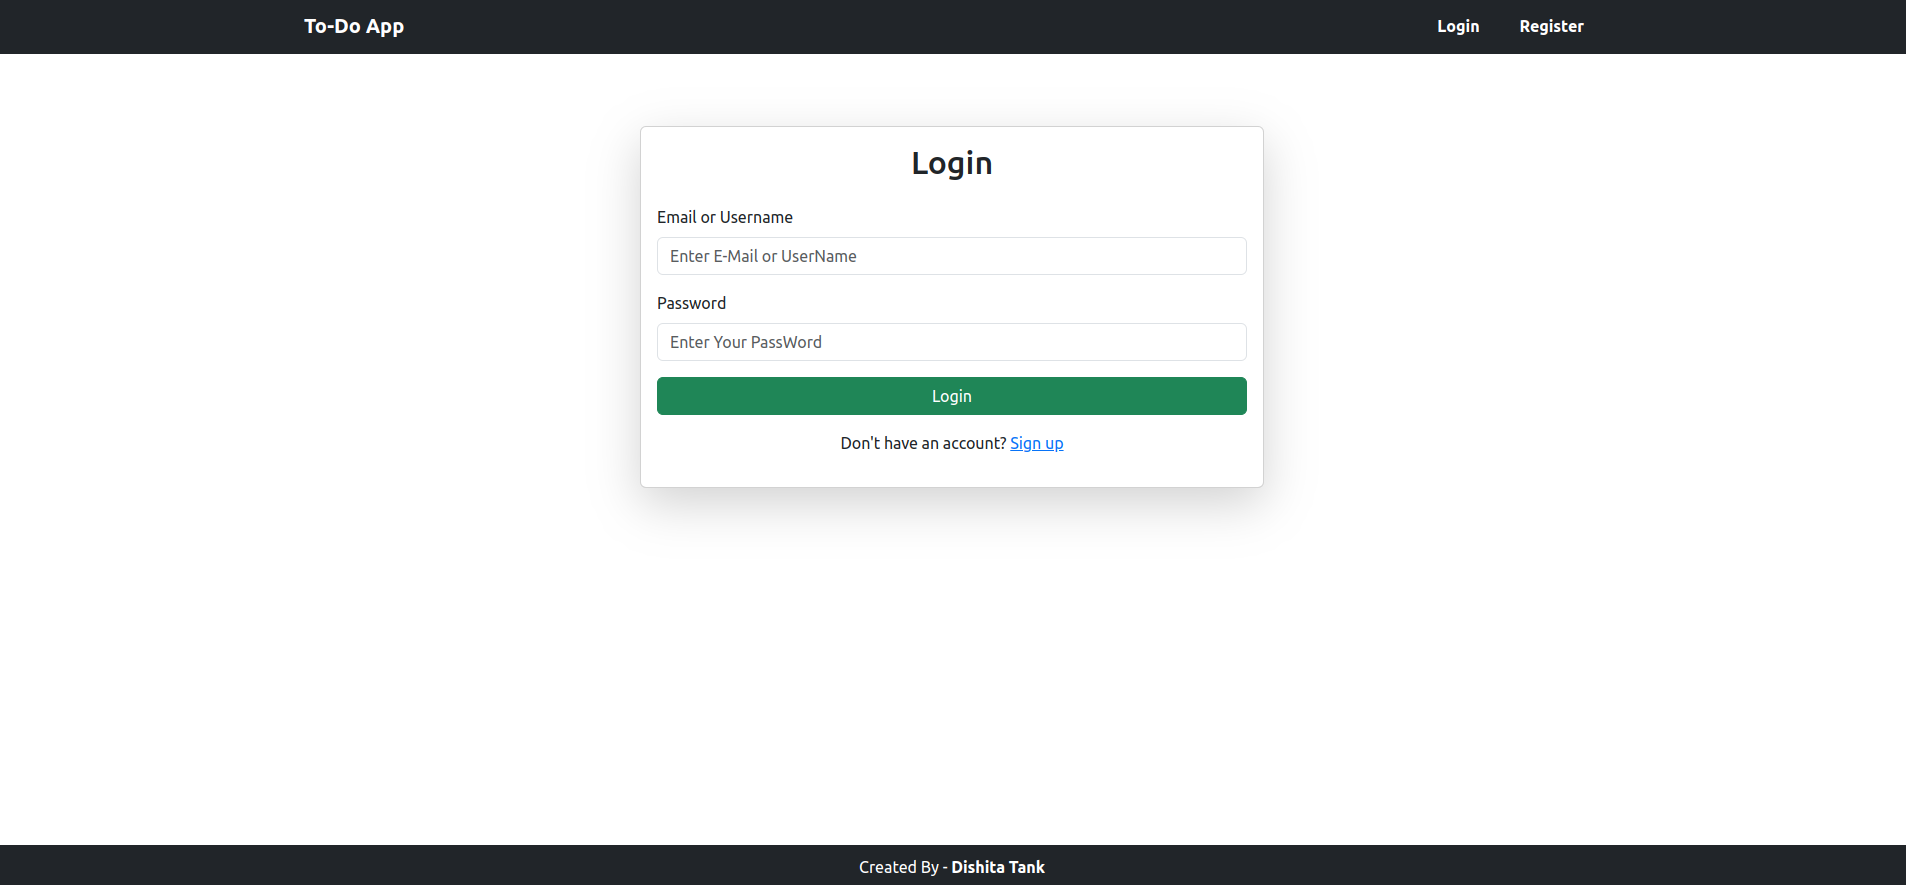 To-Do App Login Register
Login
Email or Username
Enter E-Mail or UserName
Password
Enter Your PassWord
Login
Don't have an account? Sign up
Created By - Dishita Tank